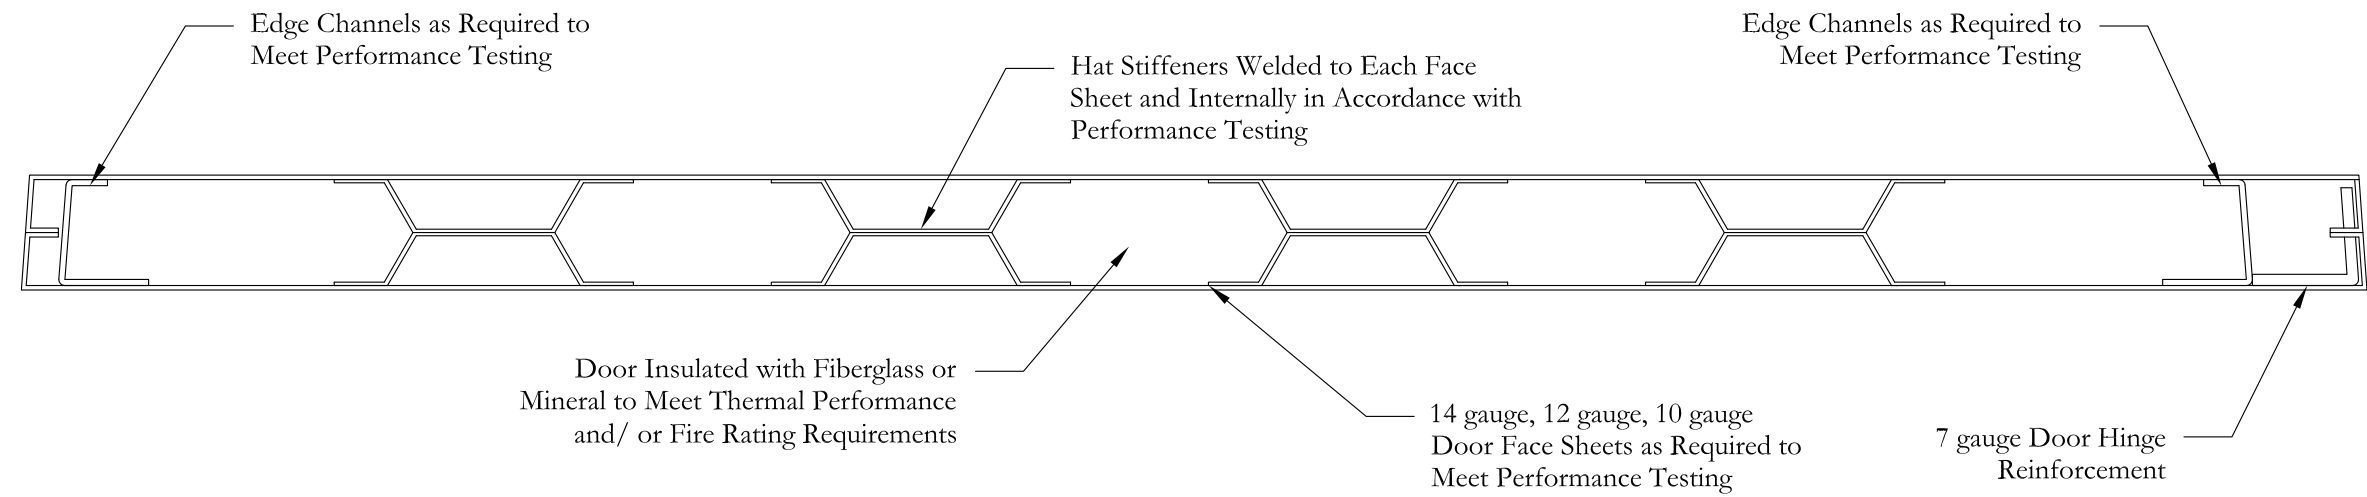 Edge Channels as Required to
Meet Performance Testing
Hat Stiffeners Welded to Each Face
Sheet and Internally in Accordance with
Performance Testing
Edge Channels as Required to
Meet Performance Testing
Door Insulated with Fiberglass or
Mineral to Meet Thermal Performance
and/ or Fire Rating Requirements
14 gauge, 12 gauge, 10 gauge
Door Face Sheets as Required to
Meet Performance Testing
7 gauge Door Hinge
Reinforcement